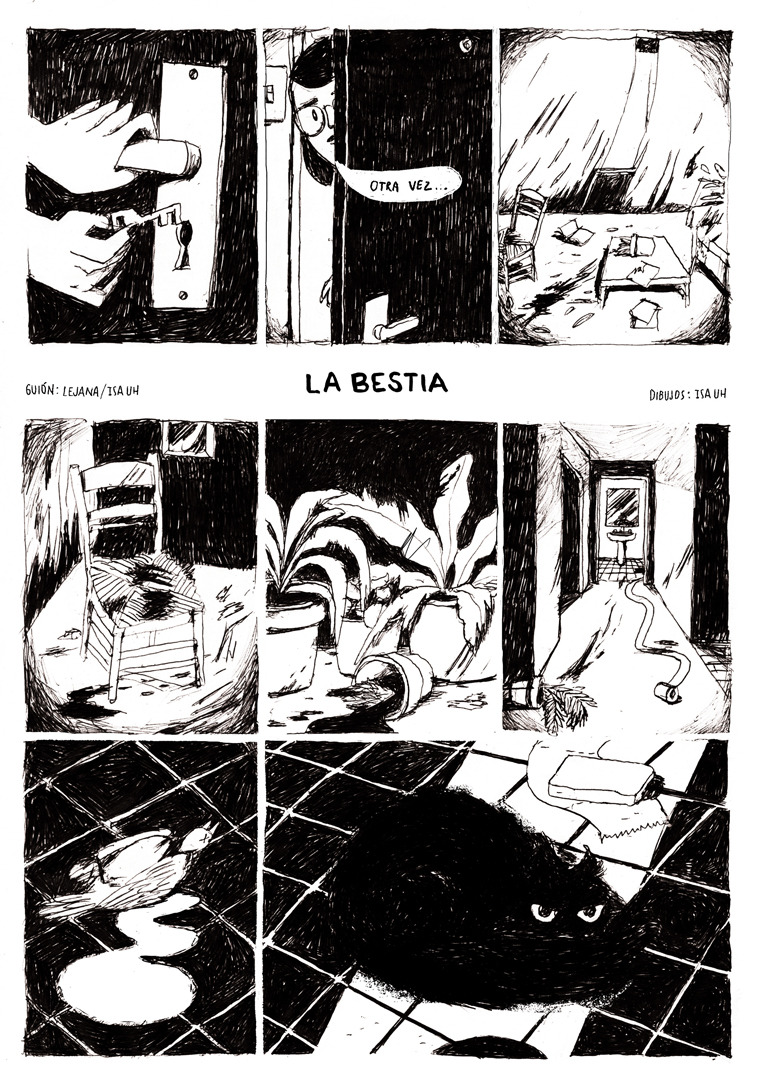 OTRA VEZ...
GUIÓN: LEJANA/ISA UH
LA BESTIA
DIBUJOS: ISA UH